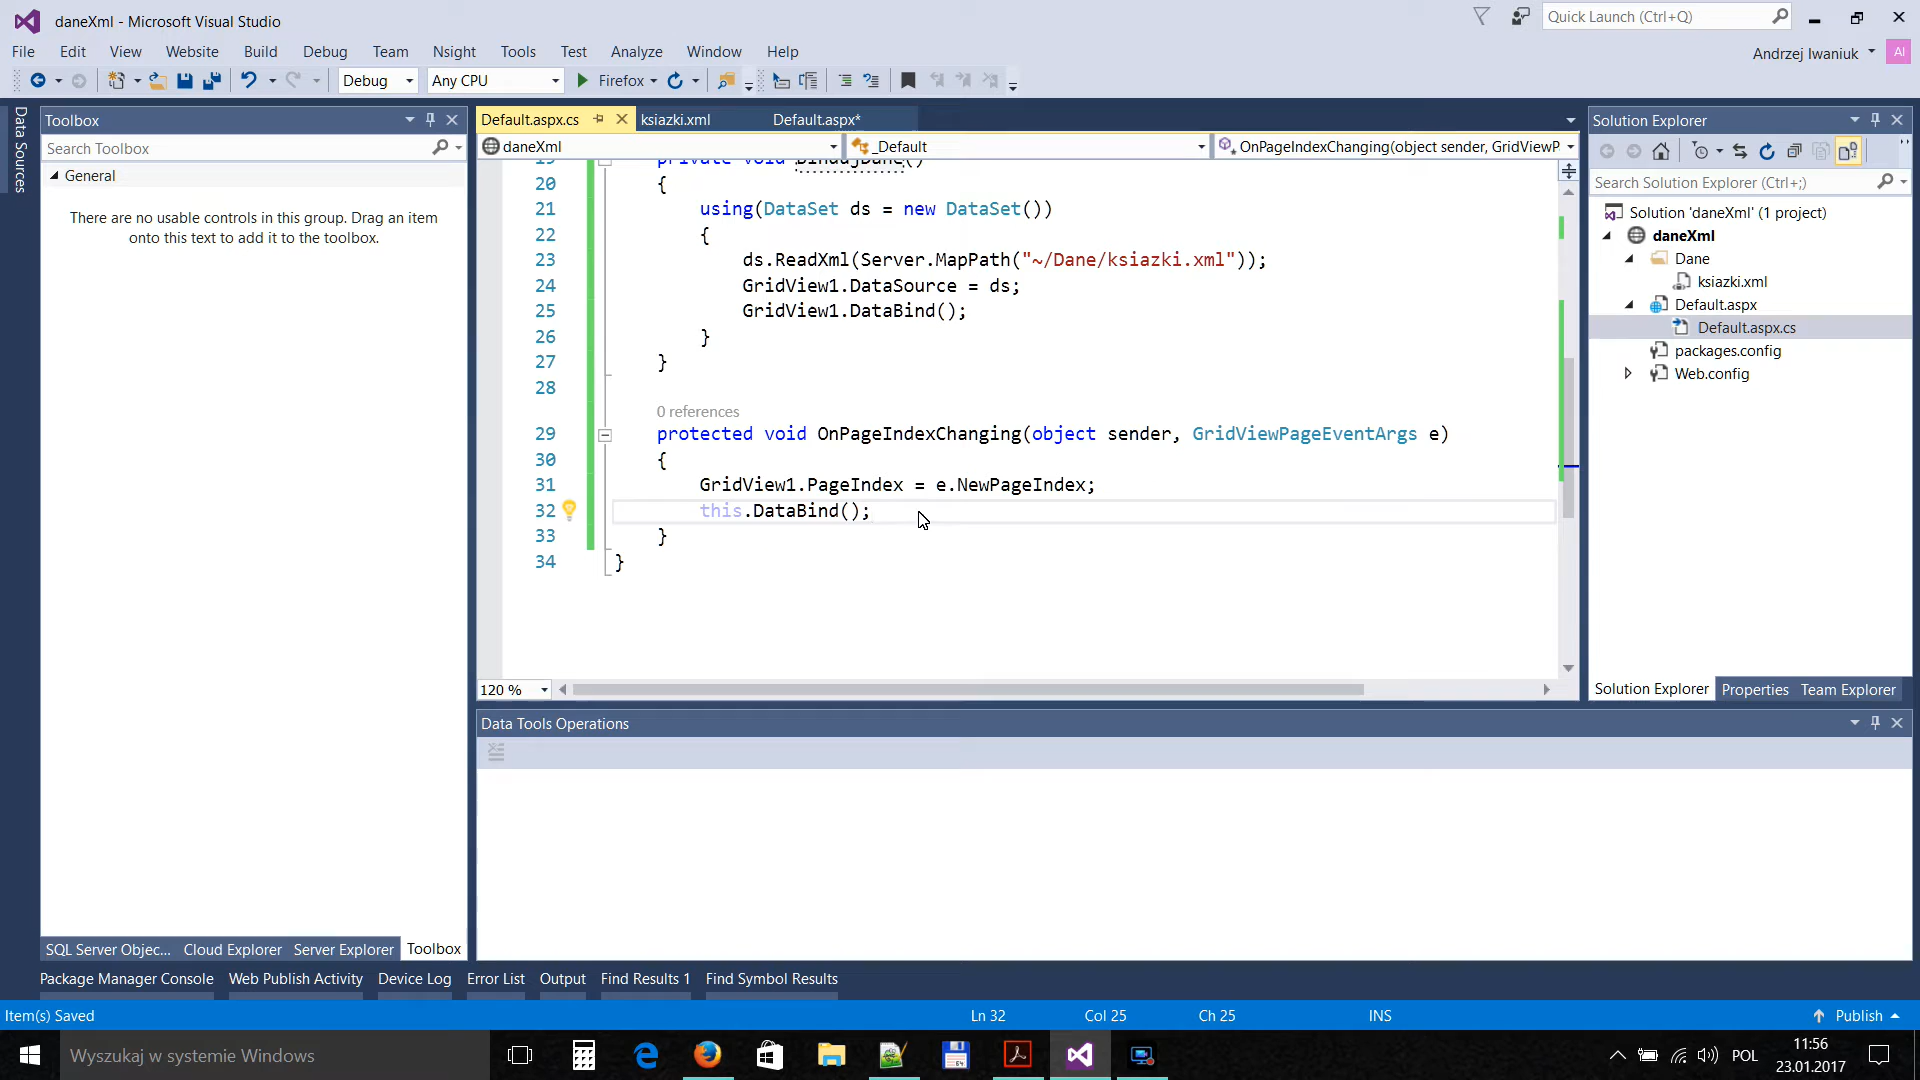 daneXml - Microsoft Visual Studio
Quick Launch (Ctrl+Q)
File Edit View Website Build Debug Team Nsight Tools Test Analyze Window Help
Andrzej Iwaniuk AI
Debug Any CPU Firefox
Data Sources
Toolbox
Search Toolbox
General
There are no usable controls in this group. Drag an item
onto this text to add it to the toolbox.
SQL Server Objec... Cloud Explorer Server Explorer Toolbox
Default.aspx.cs ksiazki.xml Default.aspx*
daneXml _Default OnPageIndexChanging(object sender, GridViewP
19 private void BindujDane()
20 {
21 using(DataSet ds = new DataSet())
22 {
23 ds.ReadXml(Server.MapPath("~/Dane/ksiazki.xml"));
24 GridView1.DataSource = ds;
25 GridView1.DataBind();
26 }
27 }
28
0 references
29 protected void OnPageIndexChanging(object sender, GridViewPageEventArgs e)
30 {
31 GridView1.PageIndex = e.NewPageIndex;
32 this.DataBind();
33 }
34 }
120 %
Solution Explorer
Search Solution Explorer (Ctrl+;)
Solution 'daneXml' (1 project)
daneXml
Dane
ksiazki.xml
Default.aspx
Default.aspx.cs
packages.config
Web.config
Solution Explorer Properties Team Explorer
Data Tools Operations
Package Manager Console Web Publish Activity Device Log Error List Output Find Results 1 Find Symbol Results
Item(s) Saved Ln 32 Col 25 Ch 25 INS Publish
Wyszukaj w systemie Windows
POL
11:56
23.01.2017